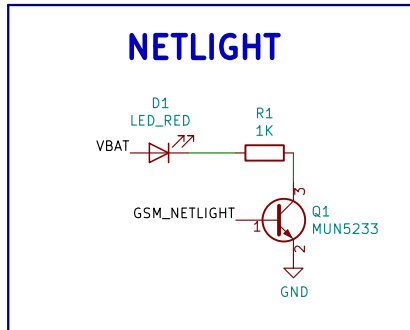 NETLIGHT
D1
LED_RED
R1
1K
VBAT
3
GSM_NETLIGHT
1
Q1
MUN5233
2
GND